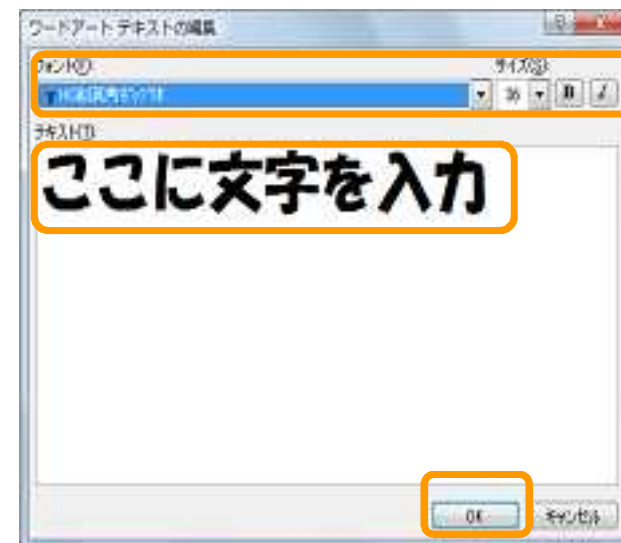 ワードアート テキストの編集
フォント(F)
サイズ(S)
36
B I
テキスト(T)
ここに文字を入力
OK
キャンセル